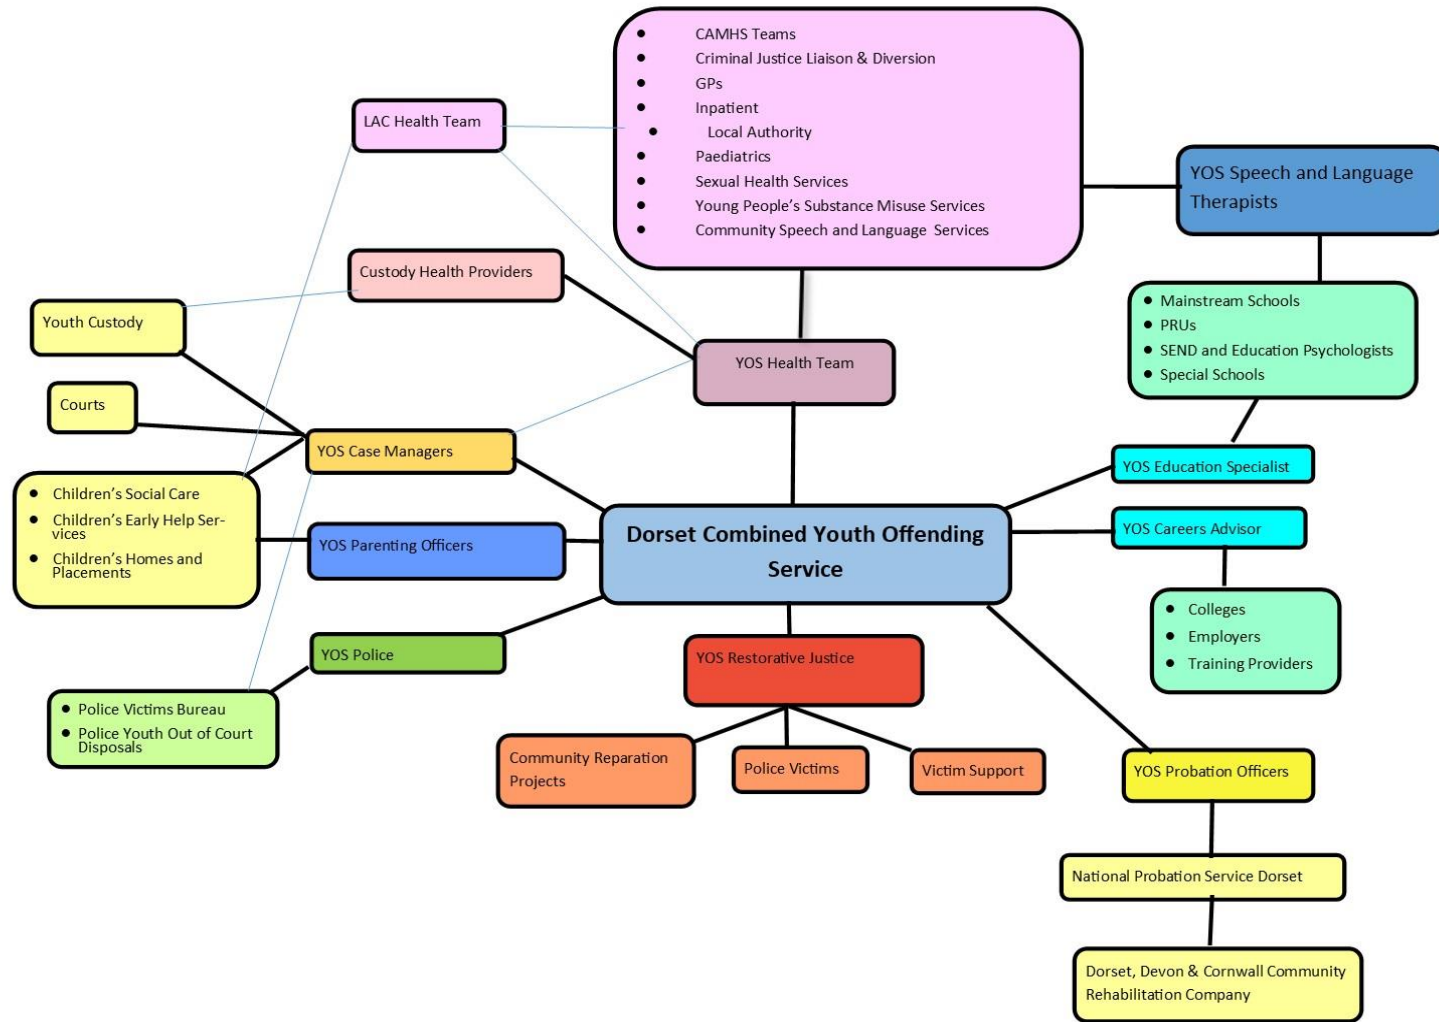 CAMHS Teams
Criminal Justice Liaison & Diversion
GPs
Inpatient
Local Authority
Paediatrics
Sexual Health Services
Young People's Substance Misuse Services
Community Speech and Language Services
LAC Health Team
YOS Speech and Language
Therapists
Custody Health Providers
Youth Custody
Mainstream Schools
PRUs
SEND and Education Psychologists
Special Schools
YOS Health Team
Courts
YOS Case Managers
YOS Education Specialist
Children's Social Care
Children's Early Help Ser-
vices
Children's Homes and
Placements
YOS Parenting Officers
Dorset Combined Youth Offending
Service
YOS Careers Advisor
Colleges
Employers
Training Providers
YOS Police
YOS Restorative Justice
Police Victims Bureau
Police Youth Out of Court
Disposals
Community Reparation
Projects
Police Victims
Victim Support
YOS Probation Officers
National Probation Service Dorset
Dorset, Devon & Cornwall Community
Rehabilitation Company